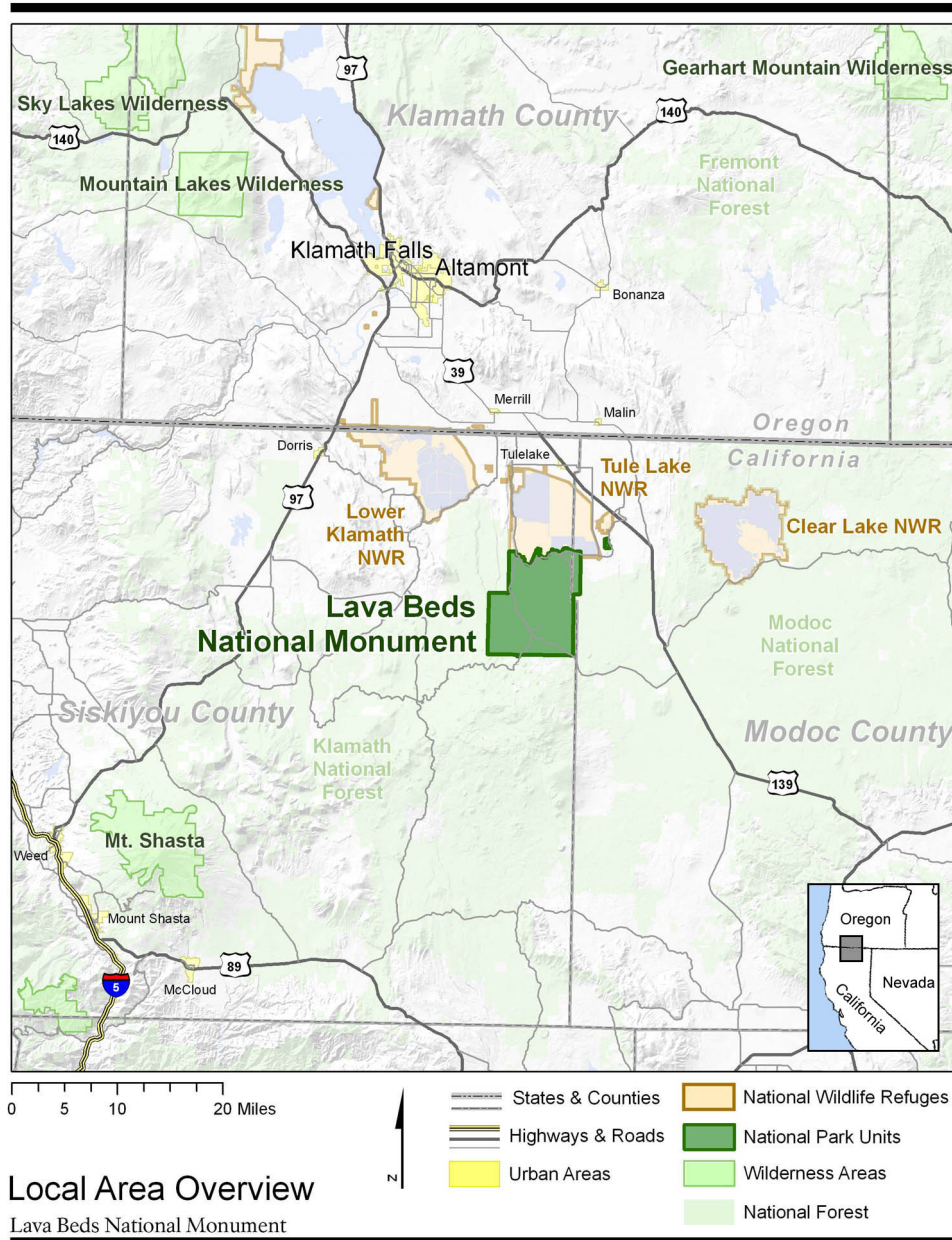 97
Gearhart Mountain Wilderness
Sky Lakes Wilderness
Klamath County
140
140
Mountain Lakes Wilderness
Fremont
National
Forest
Klamath Falls
Altamont
Bonanza
39
Merrill
Malin
Oregon
Dorris
Tulelake
California
Tule Lake
NWR
97
Lower
Klamath
NWR
Clear Lake NWR
Lava Beds
National Monument
Modoc
National
Forest
Siskiyou County
Modoc County
Klamath
National
Forest
139
Mt. Shasta
Weed
Mount Shasta
Oregon
89
5
McCloud
Nevada
California
0 5 10 20 Miles
N
States & Counties
Highways & Roads
Urban Areas
National Wildlife Refuges
National Park Units
Wilderness Areas
National Forest
Local Area Overview
Lava Beds National Monument